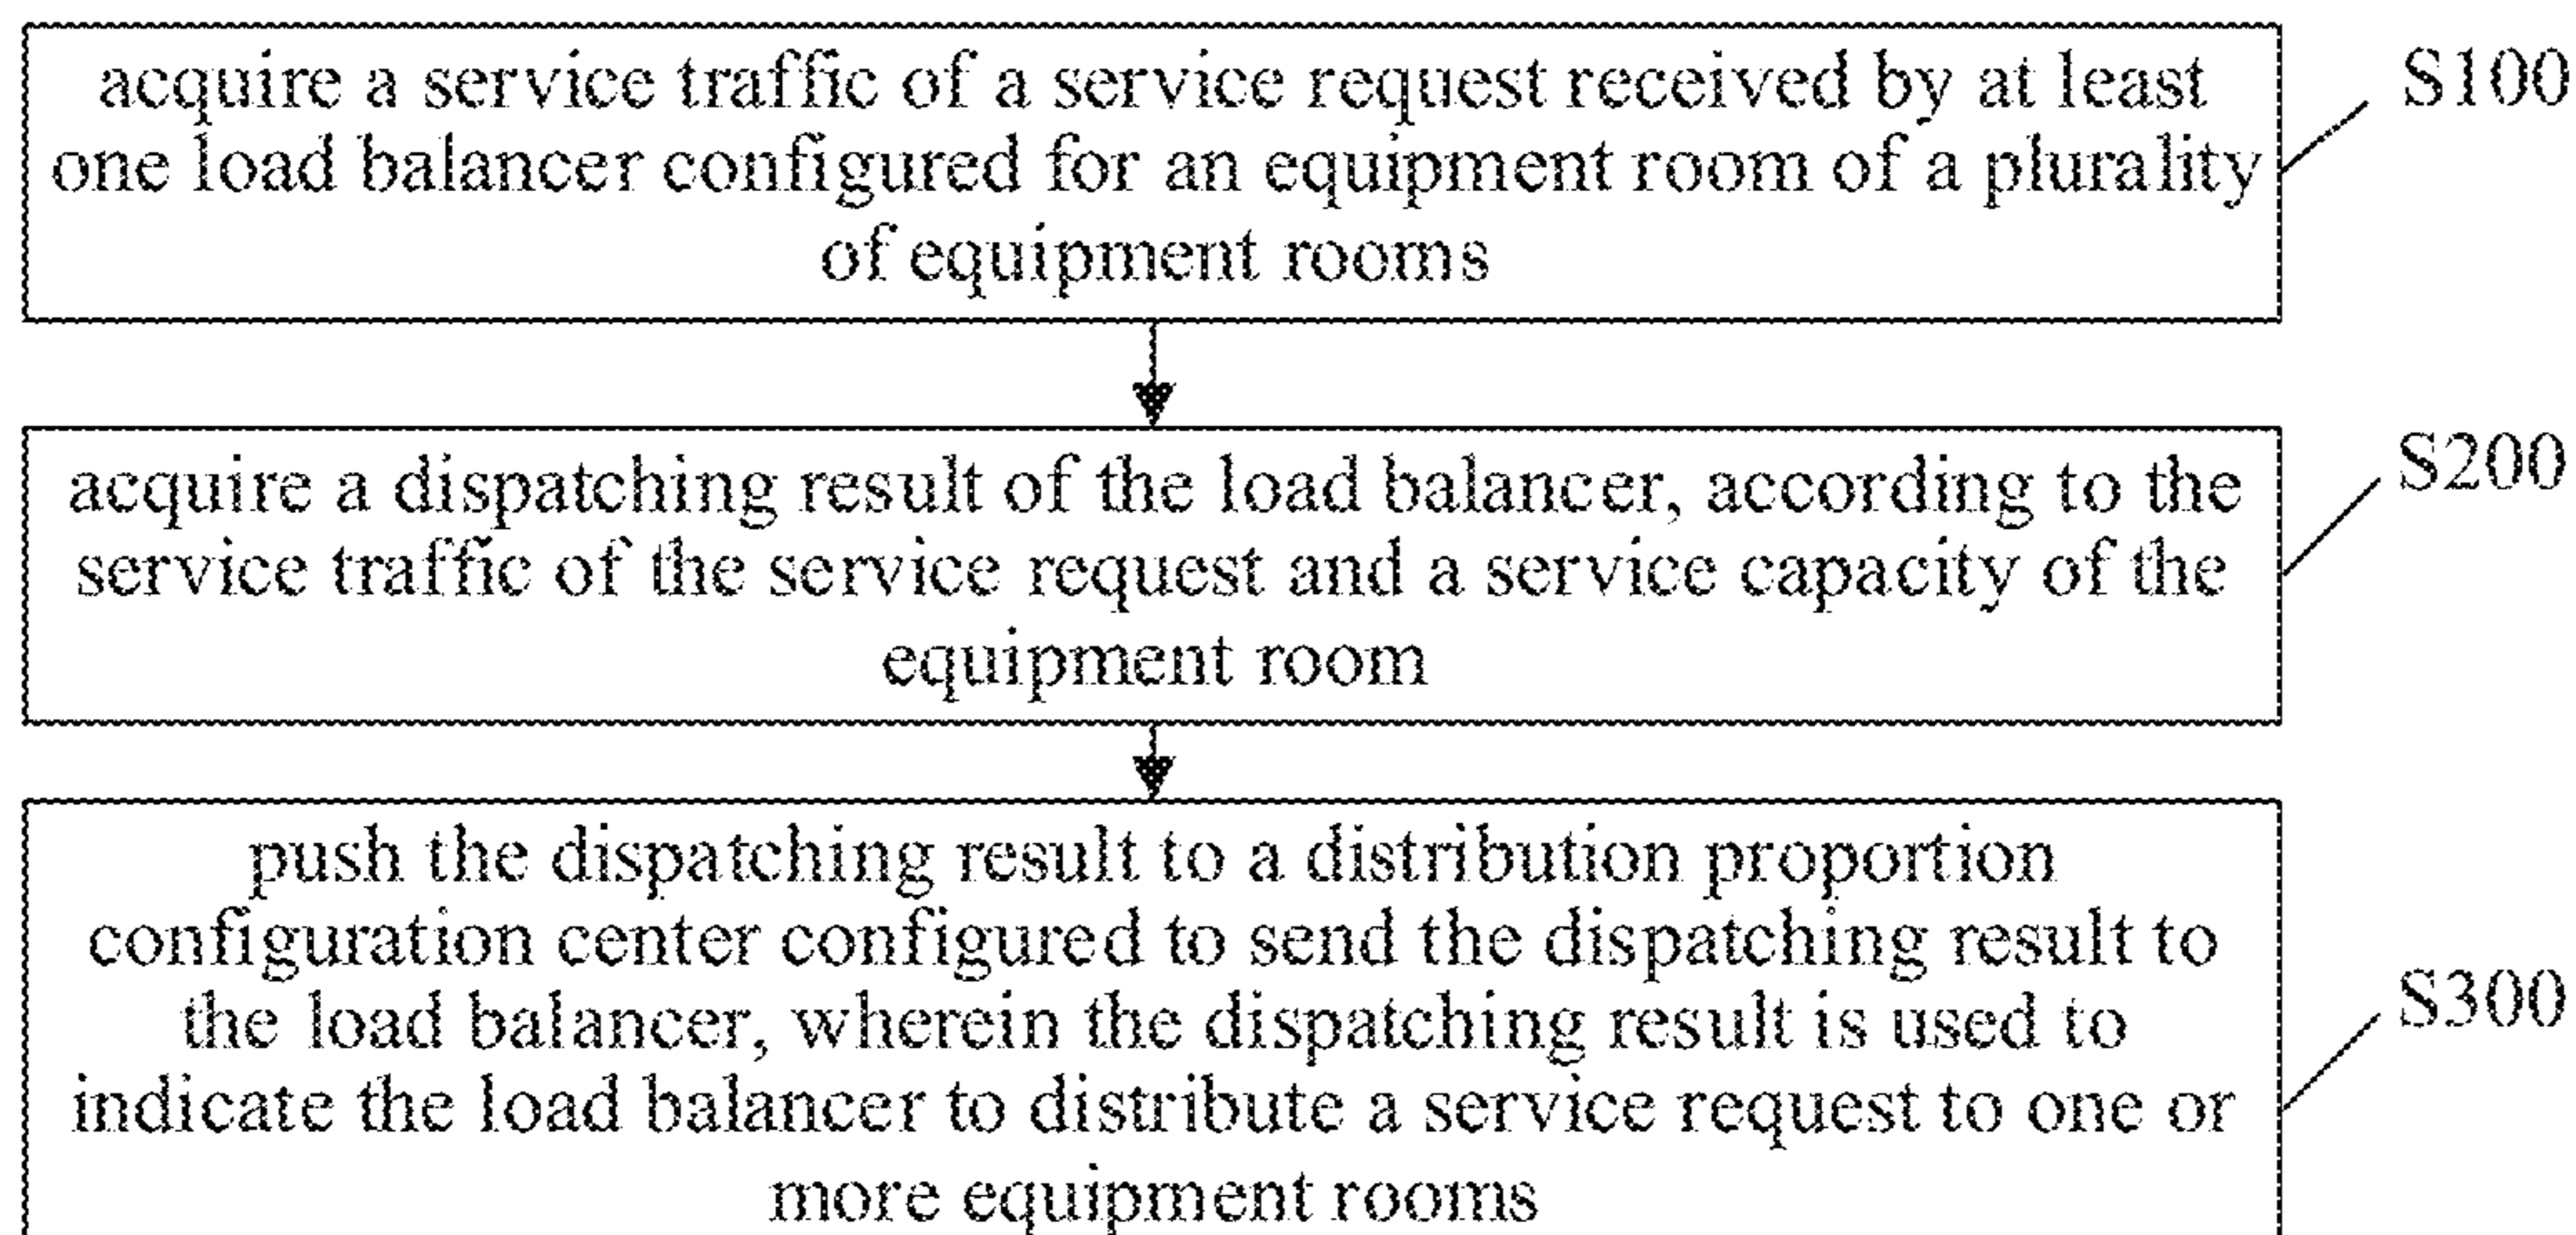 acquire a service traffic of a service request received by at least
one load balancer configured for an equipment room of a plurality
of equipment rooms
S100
acquire a dispatching result of the load balancer, according to the
service traffic of the service request and a service capacity of the
equipment room
S200
push the dispatching result to a distribution proportion
configuration center configured to send the dispatching result to
the load balancer, wherein the dispatching result is used to
indicate the load balancer to distribute a service request to one or
more equipment rooms
S300